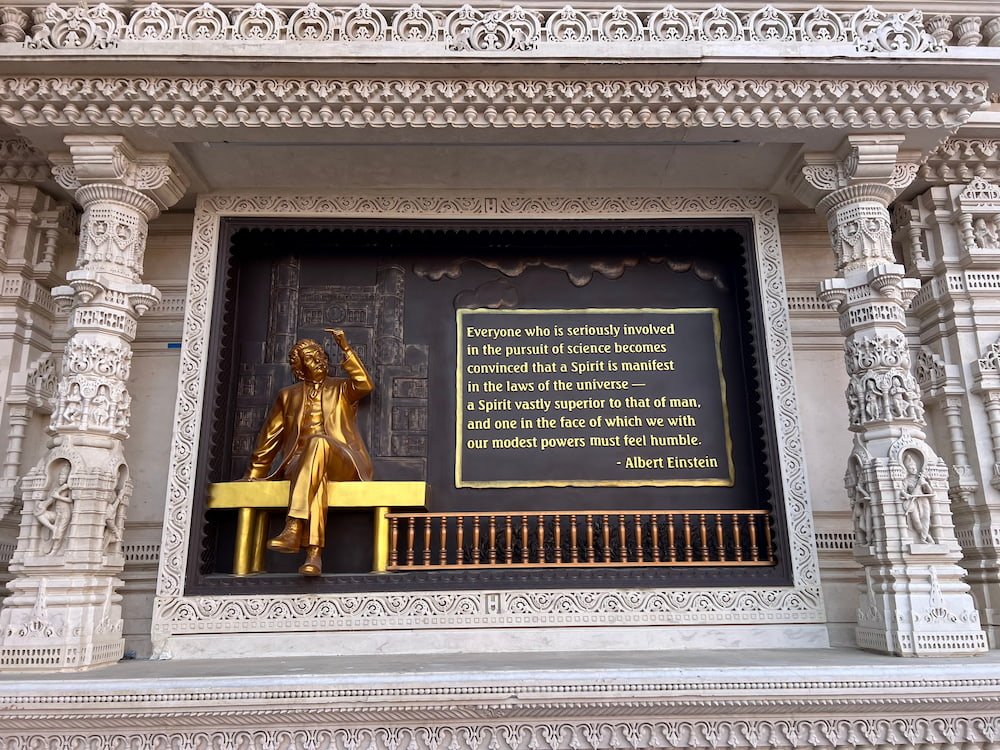 Everyone who is seriously involved
in the pursuit of science becomes
convinced that a Spirit is manifest
in the laws of the universe —
a Spirit vastly superior to that of man,
and one in the face of which we with
our modest powers must feel humble.
- Albert Einstein